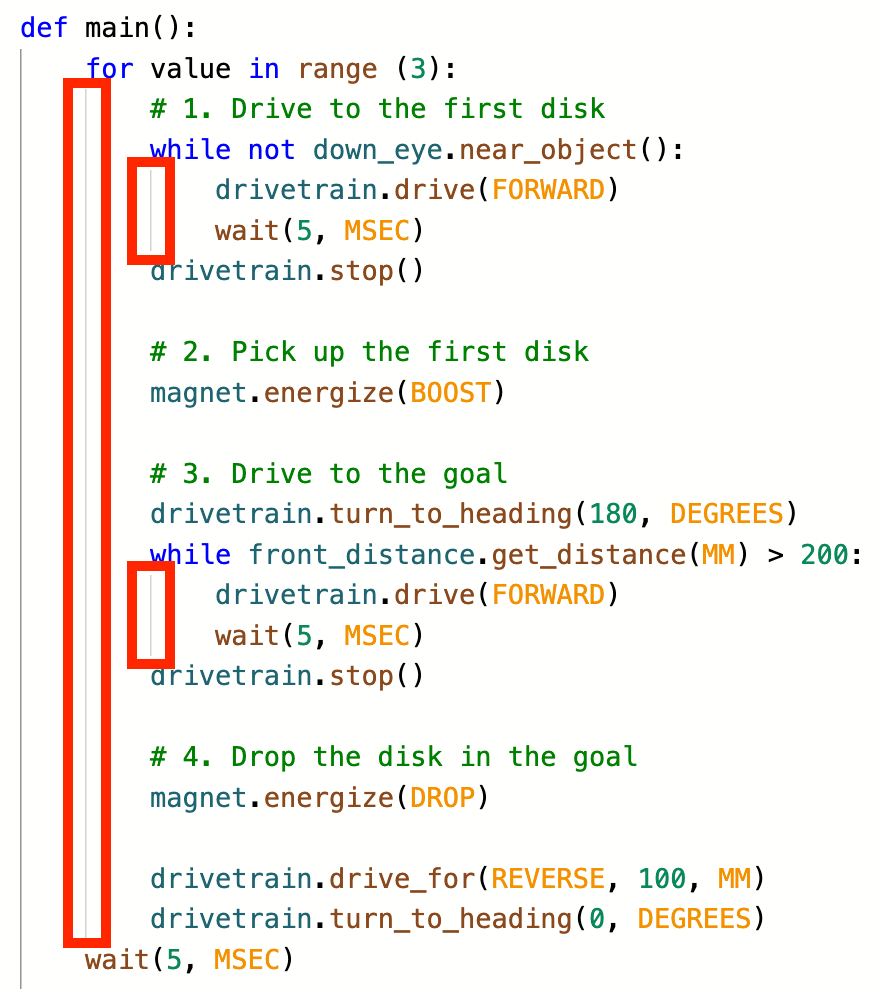 def main():
    for value in range (3):
        # 1. Drive to the first disk
        while not down_eye.near_object():
            drivetrain.drive(FORWARD)
            wait(5, MSEC)
        drivetrain.stop()

        # 2. Pick up the first disk
        magnet.energize(BOOST)

        # 3. Drive to the goal
        drivetrain.turn_to_heading(180, DEGREES)
        while front_distance.get_distance(MM) > 200:
            drivetrain.drive(FORWARD)
            wait(5, MSEC)
        drivetrain.stop()

        # 4. Drop the disk in the goal
        magnet.energize(DROP)

        drivetrain.drive_for(REVERSE, 100, MM)
        drivetrain.turn_to_heading(0, DEGREES)
    wait(5, MSEC)